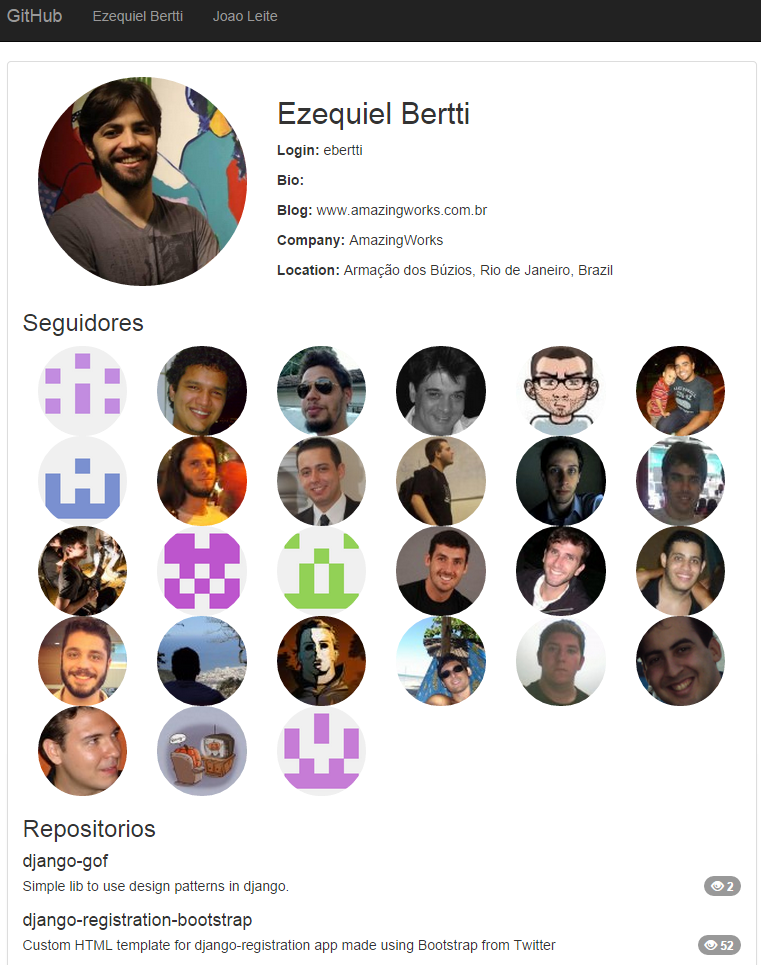 GitHub Ezequiel Bertti Joao Leite
Ezequiel Bertti
Login: ebertti
Bio:
Blog: www.amazingworks.com.br
Company: AmazingWorks
Location: Armação dos Búzios, Rio de Janeiro, Brazil
Seguidores
Repositorios
django-gof
Simple lib to use design patterns in django.
2
django-registration-bootstrap
Custom HTML template for django-registration app made using Bootstrap from Twitter
52